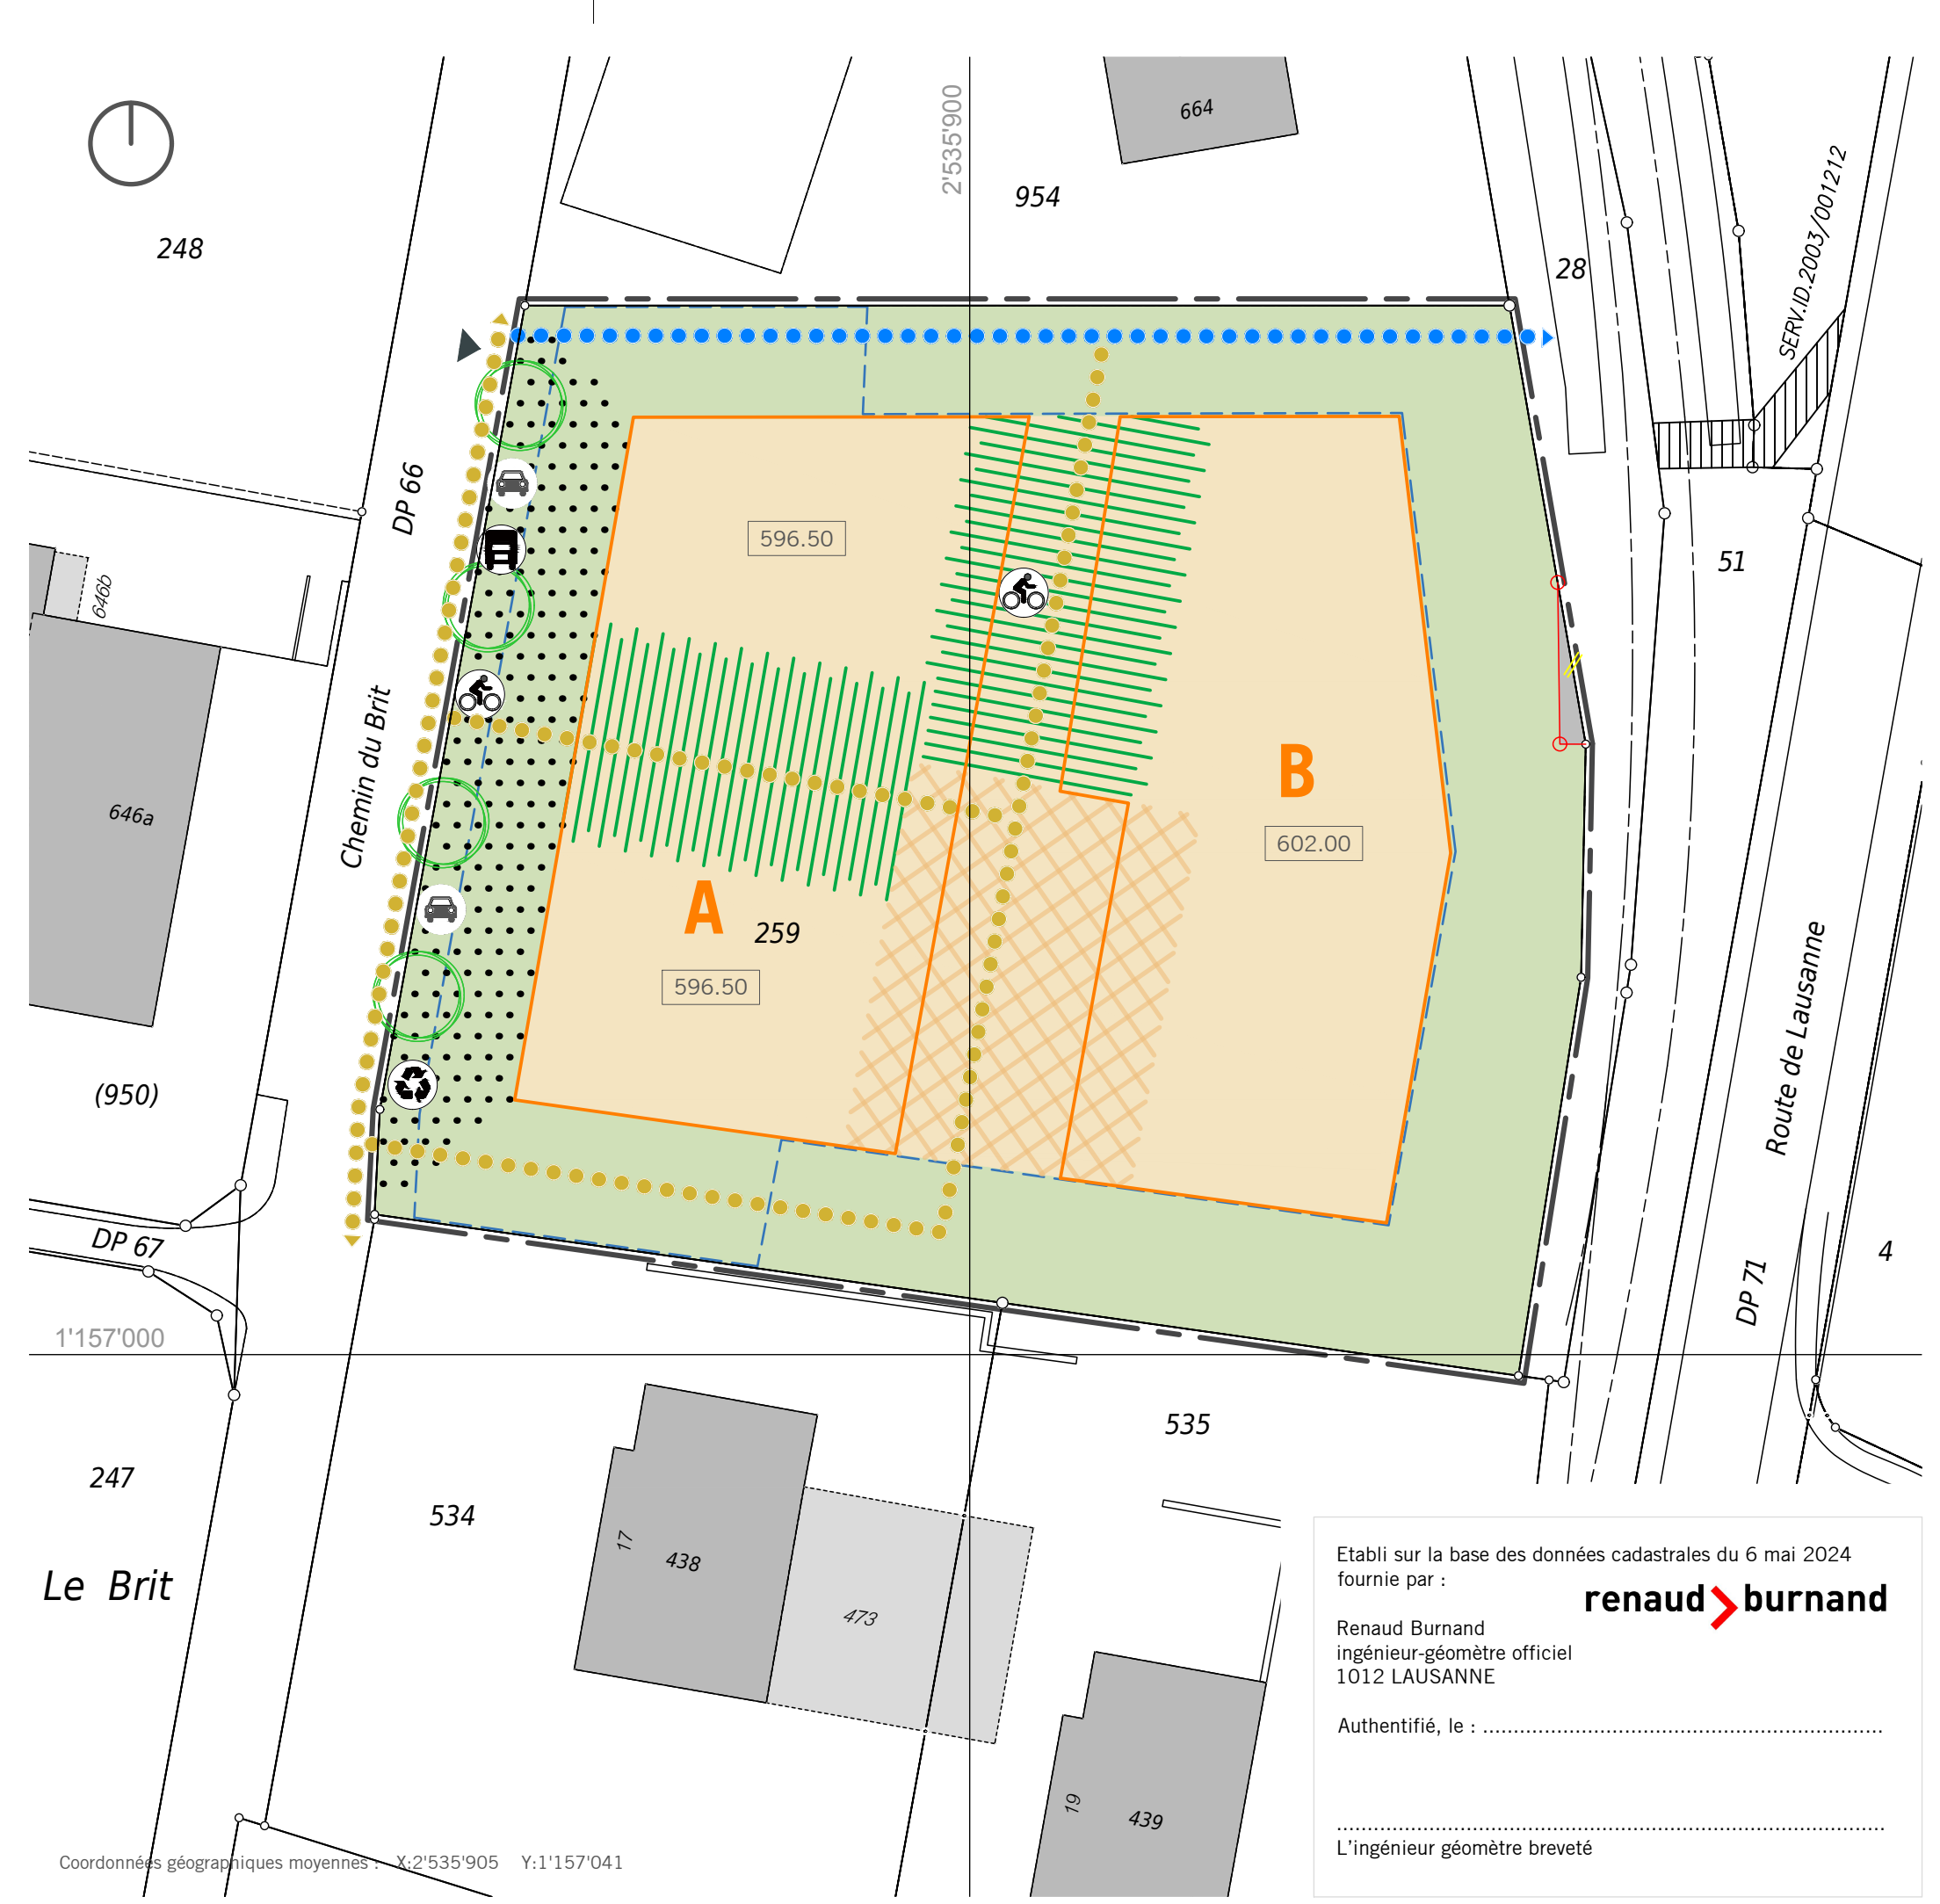 664
2'535'900
954
SERV.ID.2003/001212
248
28
DP 66
596.50
51
646b
646a
Chemin du Brit
B
602.00
A
259
596.50
Route de Lausanne
(950)
DP 67
DP 71
4
1'157'000
535
247
534
17
438
473
Le Brit
19
439
Etabli sur la base des données cadastrales du 6 mai 2024
fournie par :
renaud burnand
Renaud Burnand
ingénieur-géomètre officiel
1012 LAUSANNE
Authentifié, le : ................................................................
L'ingénieur géomètre breveté
Coordonnées géographiques moyennes : X:2'535'905 Y:1'157'041